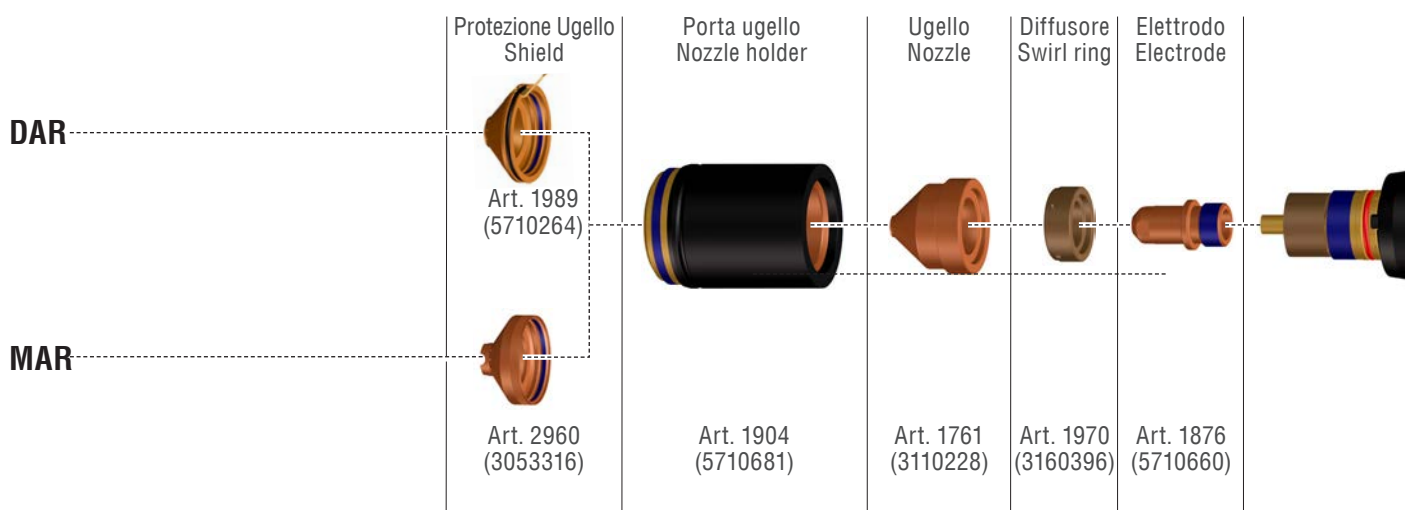 Protezione Ugello
Shield
Porta ugello
Nozzle holder
Ugello
Nozzle
Diffusore
Swirl ring
Elettrodo
Electrode
DAR
Art. 1989
(5710264)
MAR
Art. 2960
(3053316)
Art. 1904
(5710681)
Art. 1761
(3110228)
Art. 1970
(3160396)
Art. 1876
(5710660)